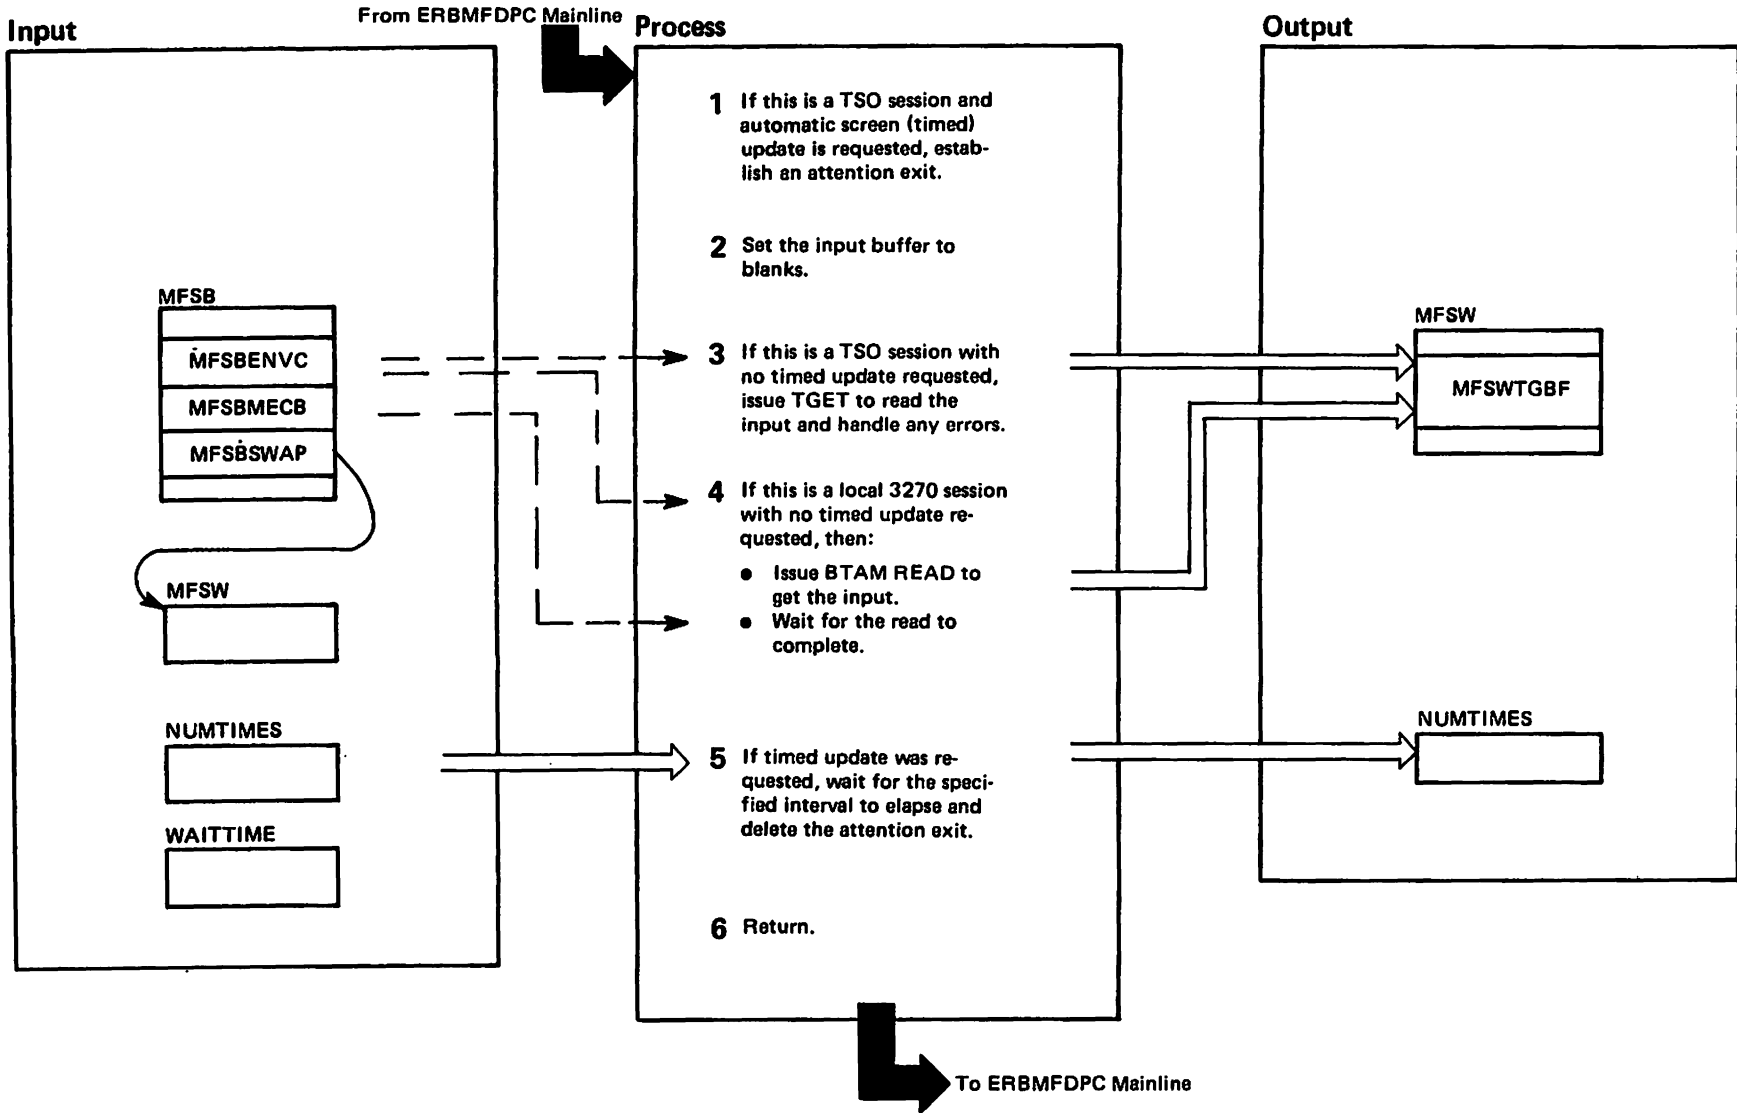 From ERBMFDPC Mainline
Input
MFSB
MFSBENVC
MFSBMECB
MFSBSWAP
MFSW
NUMTIMES
WAITTIME
Process
1 If this is a TSO session and
automatic screen (timed)
update is requested, estab-
lish an attention exit.
2 Set the input buffer to
blanks.
3 If this is a TSO session with
no timed update requested,
issue TGET to read the
input and handle any errors.
4 If this is a local 3270 session
with no timed update re-
quested, then:
• Issue BTAM READ to
get the input.
• Wait for the read to
complete.
5 If timed update was re-
quested, wait for the speci-
fied interval to elapse and
delete the attention exit.
6 Return.
To ERBMFDPC Mainline
Output
MFSW
MFSWTGBF
NUMTIMES